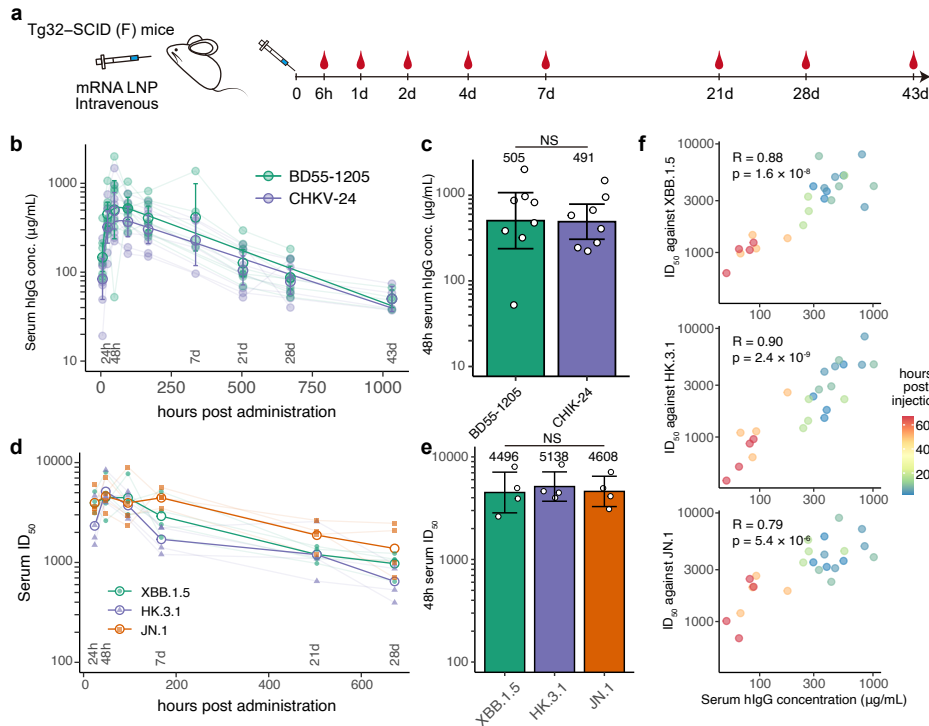 a
Tg32–SCID (F) mice
mRNA LNP
Intravenous
0 6h 1d 2d 4d 7d 21d 28d 43d
b
Serum hIgG conc. (µg/mL)
1000
100
10
BD55-1205
CHKV-24
24h 48h 7d 21d 28d 43d
0 250 500 750 1000
hours post administration
c
48h serum hIgG conc. (µg/mL)
NS
505 491
1000
100
10
BD55-1205 CHIK-24
d
Serum ID50
10000
1000
100
XBB.1.5
HK.3.1
JN.1
24h 48h 7d 21d 28d
0 200 400 600
hours post administration
e
48h serum ID50
NS
4496 5138 4608
10000
1000
100
XBB.1.5 HK.3.1 JN.1
f
ID50 against XBB.1.5
R = 0.88
p = 1.6 × 10-8
10000
3000
1000
100 300 1000
ID50 against HK.3.1
R = 0.90
p = 2.4 × 10-9
10000
3000
1000
100 300 1000
ID50 against JN.1
R = 0.79
p = 5.4 × 10-6
10000
3000
1000
100 300 1000
Serum hIgG concentration (µg/mL)
hours
post
injectio
60
40
20